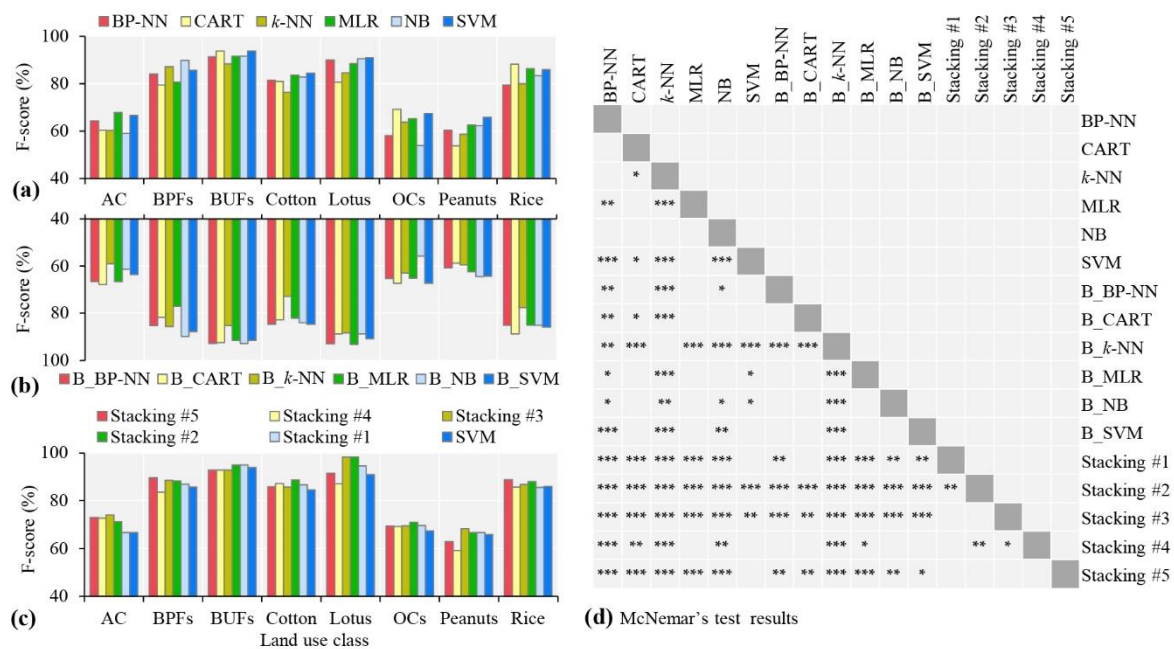 BP-NN CART k-NN MLR NB SVM
100
80
60
40
F-score (%)
(a)
AC BPFs BUFs Cotton Lotus OCs Peanuts Rice
40
60
80
100
F-score (%)
(b)
B_BP-NN B_CART B_k-NN B_MLR B_NB B_SVM
Stacking #5 Stacking #4 Stacking #3
Stacking #2 Stacking #1 SVM
100
80
60
40
F-score (%)
(c)
AC BPFs BUFs Cotton Lotus OCs Peanuts Rice
Land use class
BP-NN CART k-NN MLR NB SVM B_BP-NN B_CART B_k-NN B_MLR B_NB B_SVM Stacking #1 Stacking #2 Stacking #3 Stacking #4 Stacking #5
BP-NN
CART
* k-NN
** *** MLR
NB
*** * *** *** SVM
** *** * B_BP-NN
** * *** B_CART
** *** *** *** *** *** *** B_k-NN
* *** * *** B_MLR
* ** * * *** B_NB
*** *** ** *** B_SVM
*** *** *** *** *** ** *** *** ** ** Stacking #1
*** *** *** *** *** *** *** *** *** *** *** *** ** Stacking #2
*** *** *** *** *** ** *** ** *** *** *** *** Stacking #3
*** ** *** ** *** * ** * Stacking #4
*** *** *** *** *** ** ** *** *** ** * Stacking #5
(d) McNemar's test results